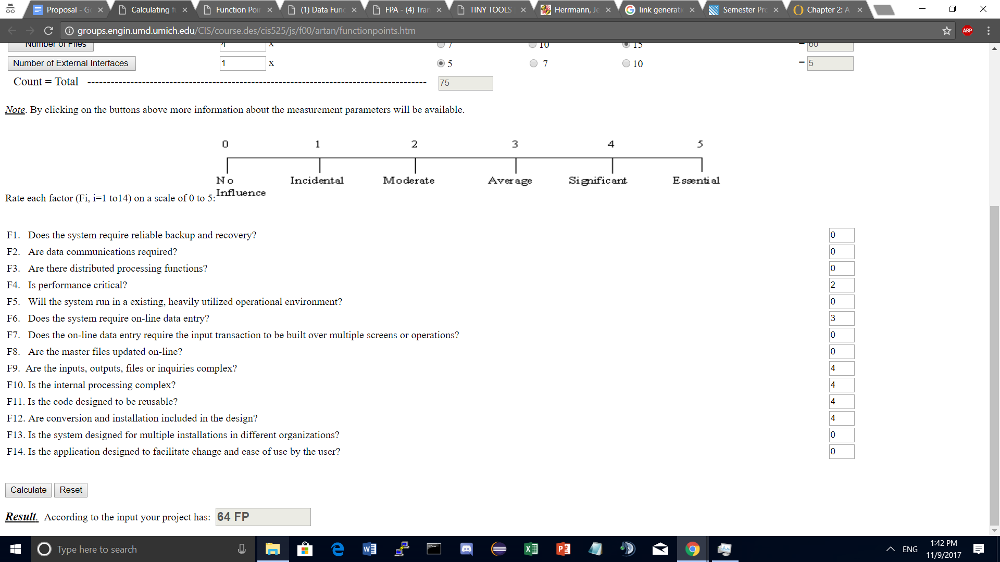 Proposal - G
Calculating f
Function Poi
(1) Data Func
FPA - (4) Tran
TINY TOOLS
Herrmann, Je
link generati
Semester Pro
Chapter 2: A
groups.engin.umd.umich.edu/CIS/course.des/cis525/js/f00/artan/functionpoints.htm
ABP
Number of Files 4 x 7 10 15 = 60
Number of External Interfaces 1 x 5 7 10 = 5
Count = Total ---------------------------------------------------------------------------------------- 75
Note. By clicking on the buttons above more information about the measurement parameters will be available.
0 1 2 3 4 5
No Influence Incidental Moderate Average Significant Essential
Rate each factor (Fi, i=1 to14) on a scale of 0 to 5:
F1. Does the system require reliable backup and recovery? 0
F2. Are data communications required? 0
F3. Are there distributed processing functions? 0
F4. Is performance critical? 2
F5. Will the system run in a existing, heavily utilized operational environment? 0
F6. Does the system require on-line data entry? 3
F7. Does the on-line data entry require the input transaction to be built over multiple screens or operations? 0
F8. Are the master files updated on-line? 0
F9. Are the inputs, outputs, files or inquiries complex? 4
F10. Is the internal processing complex? 4
F11. Is the code designed to be reusable? 4
F12. Are conversion and installation included in the design? 4
F13. Is the system designed for multiple installations in different organizations? 0
F14. Is the application designed to facilitate change and ease of use by the user? 0
Calculate Reset
Result. According to the input your project has: 64 FP
Type here to search
ENG
1:42 PM
11/9/2017